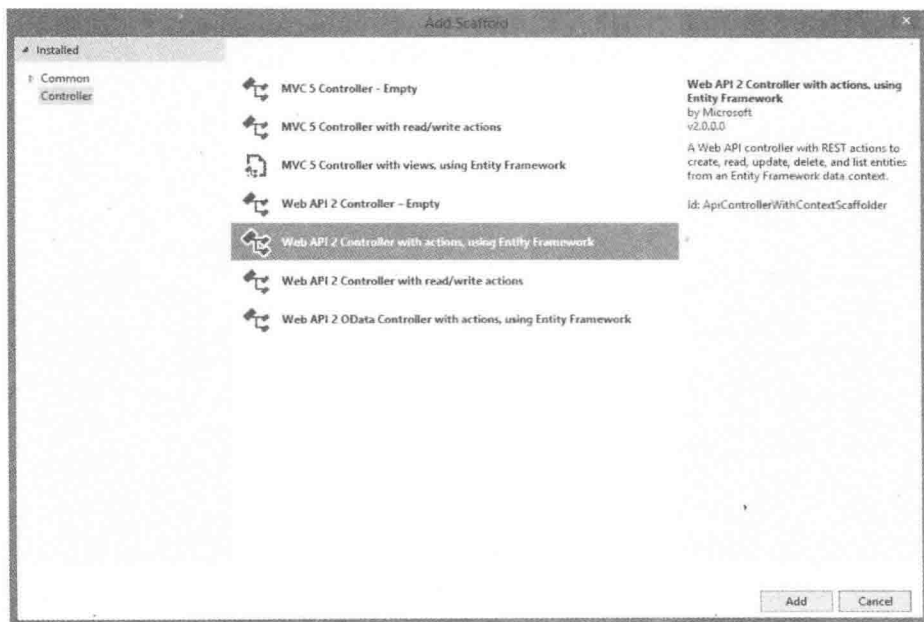 Add Scaffold
Installed
Common
Controller
MVC 5 Controller - Empty
MVC 5 Controller with read/write actions
MVC 5 Controller with views, using Entity Framework
Web API 2 Controller - Empty
Web API 2 Controller with actions, using Entity Framework
Web API 2 Controller with read/write actions
Web API 2 OData Controller with actions, using Entity Framework
Web API 2 Controller with actions, using
Entity Framework
by Microsoft
v2.0.0.0
A Web API controller with REST actions to
create, read, update, delete, and list entities
from an Entity Framework data context.
Id: ApiControllerWithContextScaffolder
Add
Cancel